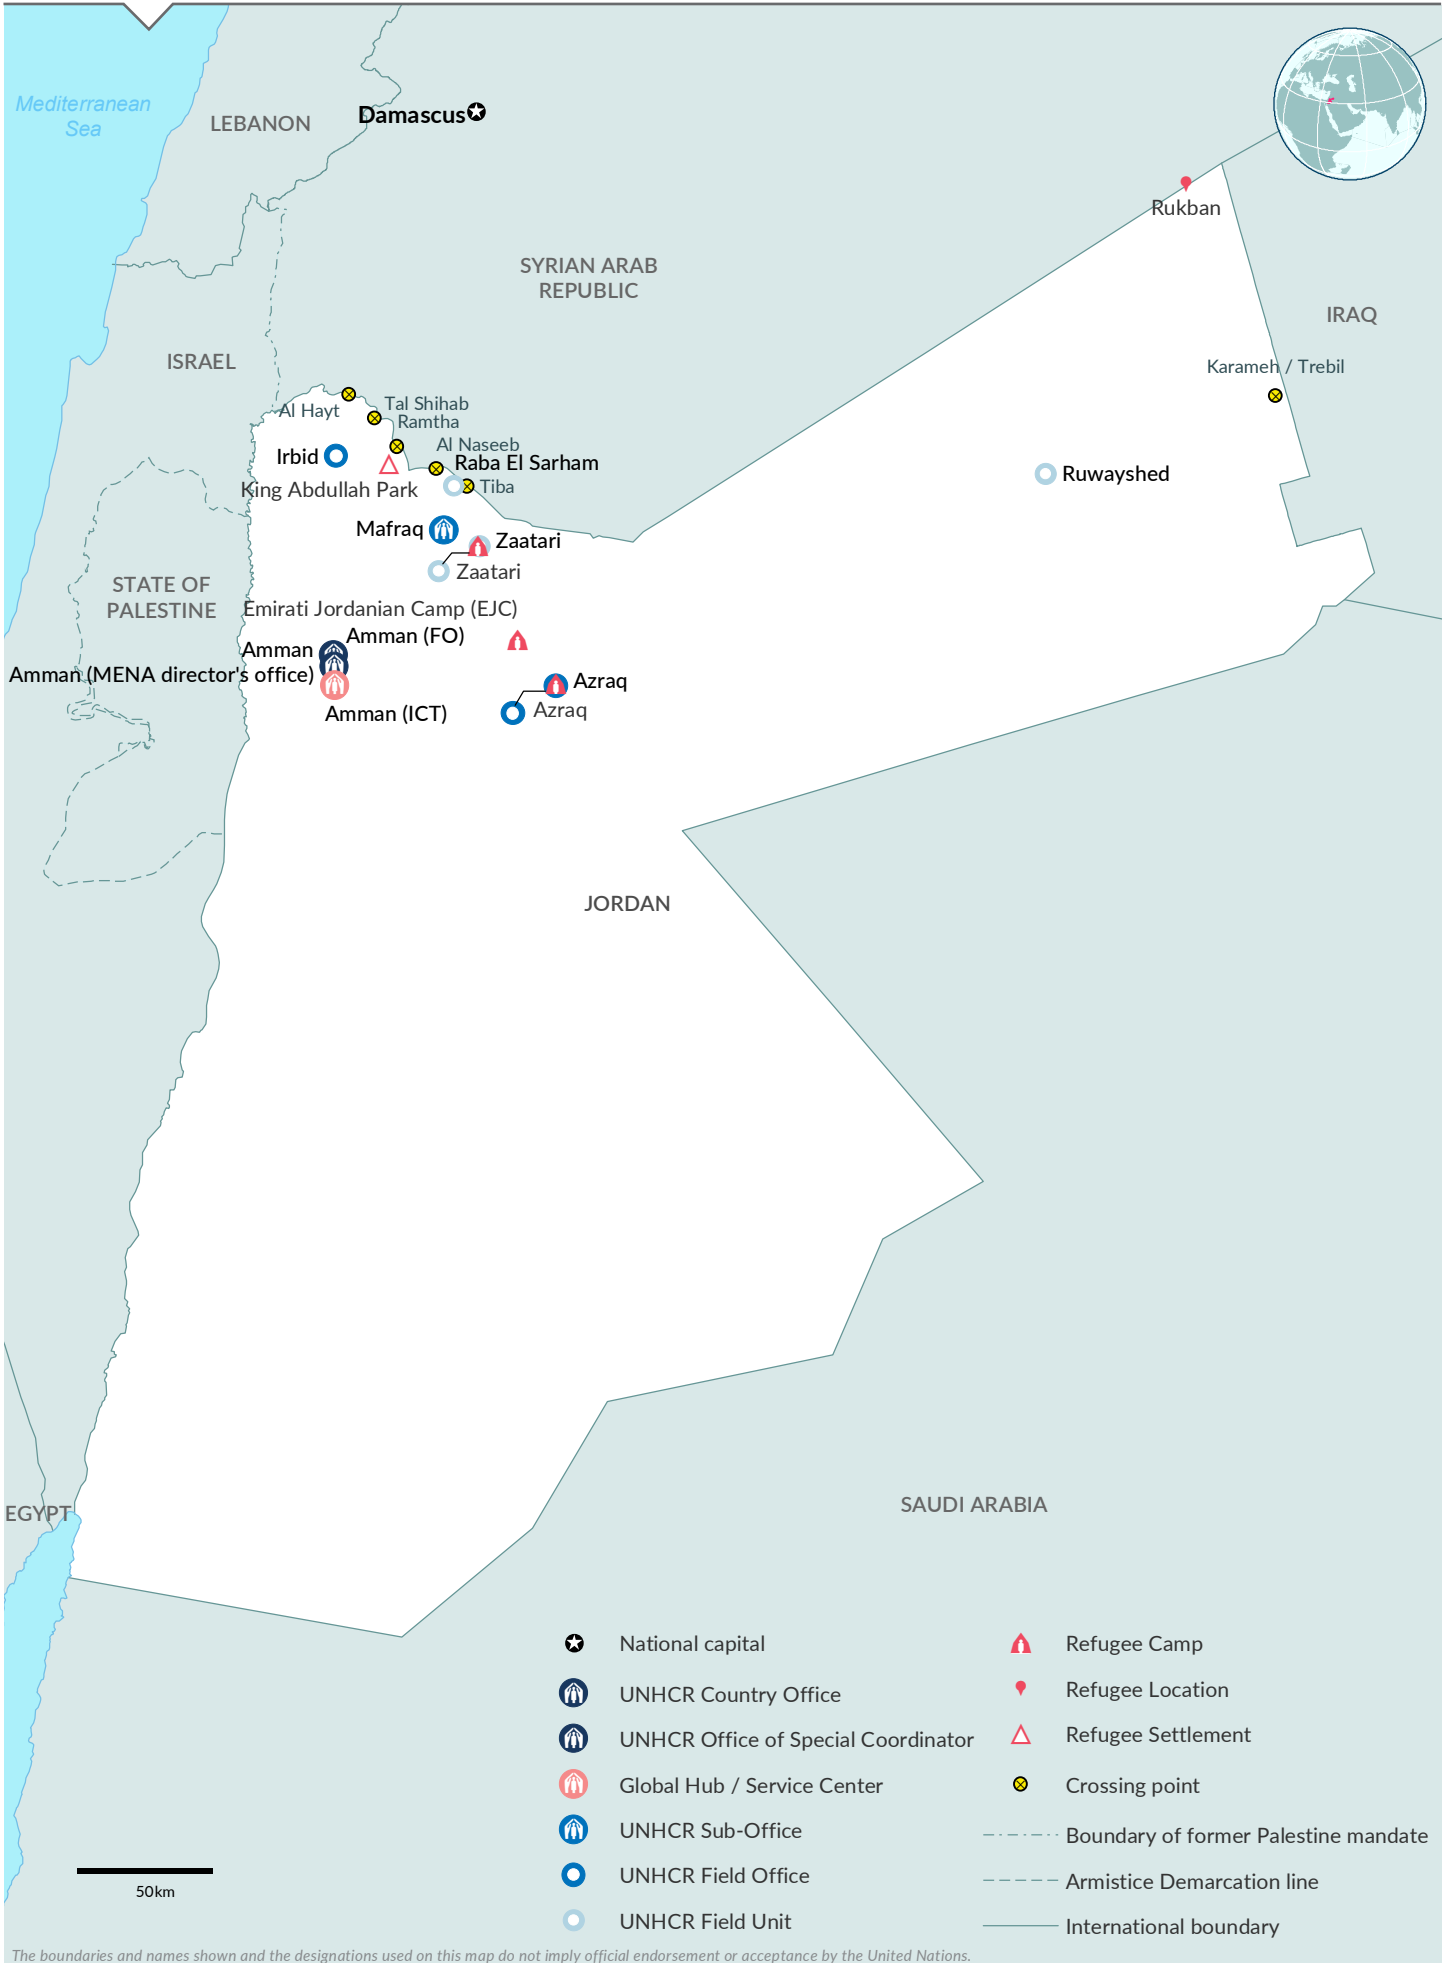 Mediterranean
Sea
LEBANON
Damascus
Rukban
SYRIAN ARAB
REPUBLIC
IRAQ
ISRAEL
Karameh / Trebil
Al Hayt
Tal Shihab
Ramtha
Al Naseeb
Irbid
Raba El Sarham
Ruwayshed
King Abdullah Park
Tiba
Mafraq
Zaatari
Zaatari
STATE OF
PALESTINE
Emirati Jordanian Camp (EJC)
Amman (FO)
Amman
Amman (MENA director's office)
Azraq
Azraq
Amman (ICT)
JORDAN
SAUDI ARABIA
EGYPT
National capital
UNHCR Country Office
UNHCR Office of Special Coordinator
Global Hub / Service Center
UNHCR Sub-Office
UNHCR Field Office
UNHCR Field Unit
Refugee Camp
Refugee Location
Refugee Settlement
Crossing point
Boundary of former Palestine mandate
Armistice Demarcation line
International boundary
50km
The boundaries and names shown and the designations used on this map do not imply official endorsement or acceptance by the United Nations.